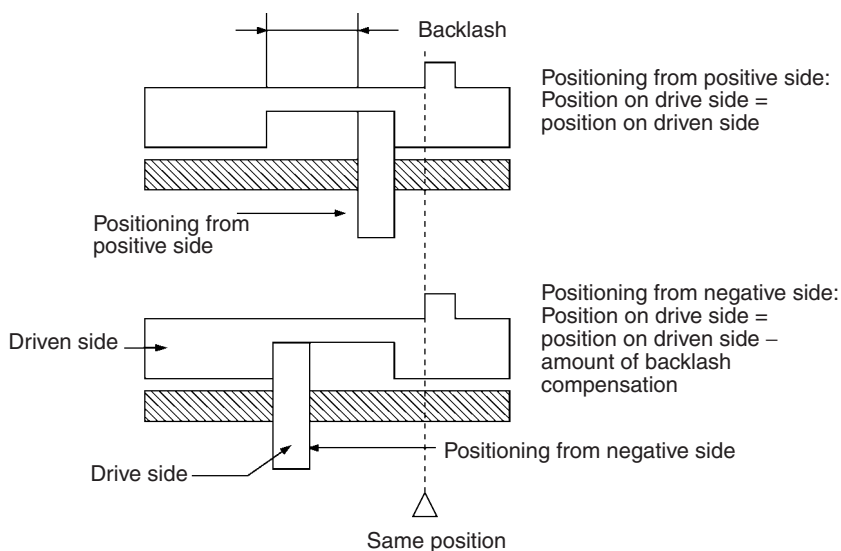 Backlash
Positioning from positive side:
Position on drive side =
position on driven side
Positioning from
positive side
Positioning from negative side:
Position on drive side =
position on driven side –
amount of backlash
compensation
Driven side
Positioning from negative side
Drive side
Same position